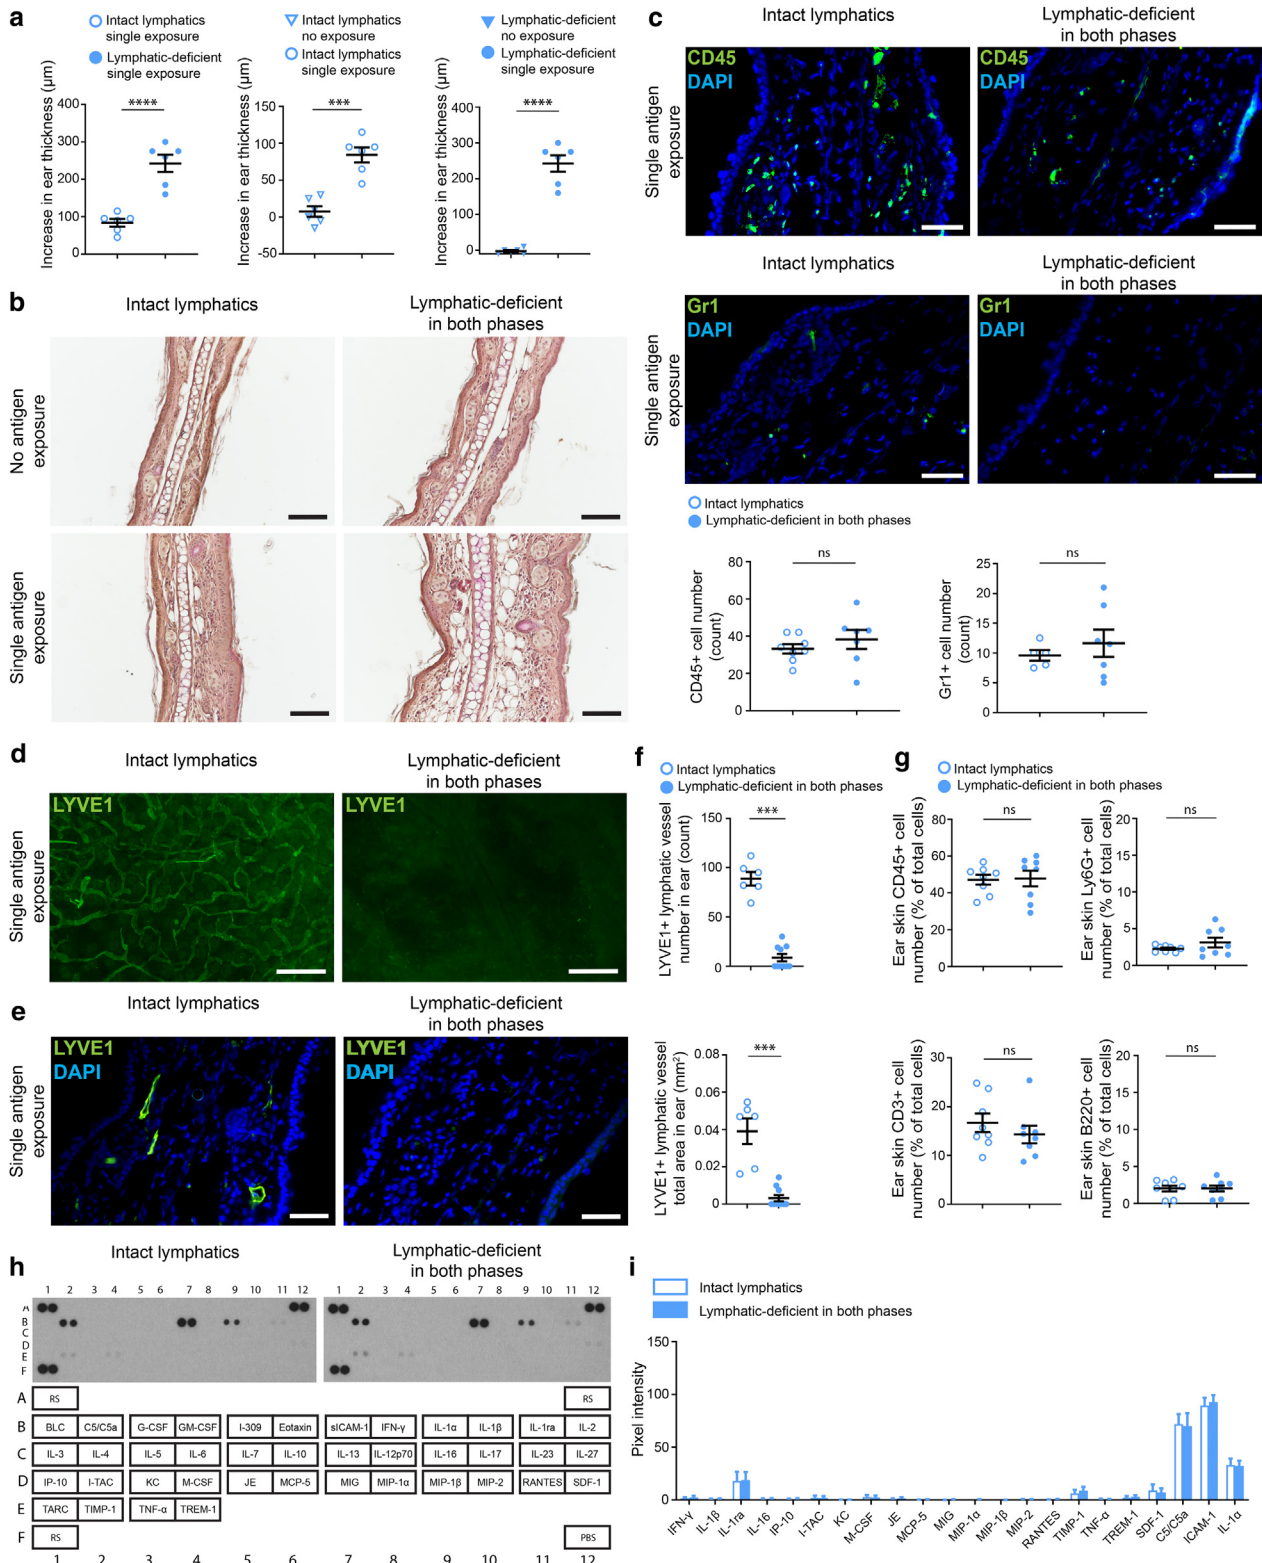 a
Intact lymphatics
single exposure
Lymphatic-deficient
single exposure
Increase in ear thickness (μm)
400
300
200
100
0
****
Intact lymphatics
no exposure
Intact lymphatics
single exposure
Increase in ear thickness (μm)
150
100
50
0
-50
***
Lymphatic-deficient
no exposure
Lymphatic-deficient
single exposure
Increase in ear thickness (μm)
400
300
200
100
0
****
b
Intact lymphatics
Lymphatic-deficient
in both phases
No antigen
exposure
Single antigen
exposure
c
Intact lymphatics
Lymphatic-deficient
in both phases
Single antigen
exposure
CD45
DAPI
CD45
DAPI
Intact lymphatics
Lymphatic-deficient
in both phases
Single antigen
exposure
Gr1
DAPI
Gr1
DAPI
Intact lymphatics
Lymphatic-deficient in both phases
CD45+ cell number
(count)
80
60
40
20
0
ns
Gr1+ cell number
(count)
25
20
15
10
5
0
ns
d
Intact lymphatics
Lymphatic-deficient
in both phases
Single antigen
exposure
LYVE1
LYVE1
e
Intact lymphatics
Lymphatic-deficient
in both phases
Single antigen
exposure
LYVE1
DAPI
LYVE1
DAPI
f
Intact lymphatics
Lymphatic-deficient in both phases
LYVE1+ lymphatic vessel
number in ear (count)
150
100
50
0
***
LYVE1+ lymphatic vessel
total area in ear (mm²)
0.08
0.06
0.04
0.02
0
***
g
Intact lymphatics
Lymphatic-deficient in both phases
Ear skin CD45+ cell
number (% of total cells)
80
60
40
20
0
ns
Ear skin Ly6G+ cell
number (% of total cells)
20
15
10
5
0
ns
Ear skin CD3+ cell
number (% of total cells)
30
20
10
0
ns
Ear skin B220+ cell
number (% of total cells)
20
15
10
5
0
ns
h
Intact lymphatics
Lymphatic-deficient
in both phases
1 2 3 4 5 6 7 8 9 10 11 12
1 2 3 4 5 6 7 8 9 10 11 12
A
B
C
D
E
F
A RS RS
B BLC C5/C5a G-CSF GM-CSF I-309 Eotaxin sICAM-1 IFN-γ IL-1α IL-1β IL-1ra IL-2
C IL-3 IL-4 IL-5 IL-6 IL-7 IL-10 IL-13 IL-12p70 IL-16 IL-17 IL-23 IL-27
D IP-10 I-TAC KC M-CSF JE MCP-5 MIG MIP-1α MIP-1β MIP-2 RANTES SDF-1
E TARC TIMP-1 TNF-α TREM-1
F RS PBS
1 2 3 4 5 6 7 8 9 10 11 12
i
Intact lymphatics
Lymphatic-deficient in both phases
Pixel intensity
150
100
50
0
IFN-γ
IL-1β
IL-1ra
IL-16
IP-10
I-TAC
KC
M-CSF
JE
MCP-5
MIG
MIP-1α
MIP-1β
MIP-2
RANTES
TIMP-1
TNF-α
TREM-1
SDF-1
C5/C5a
ICAM-1
IL-1α